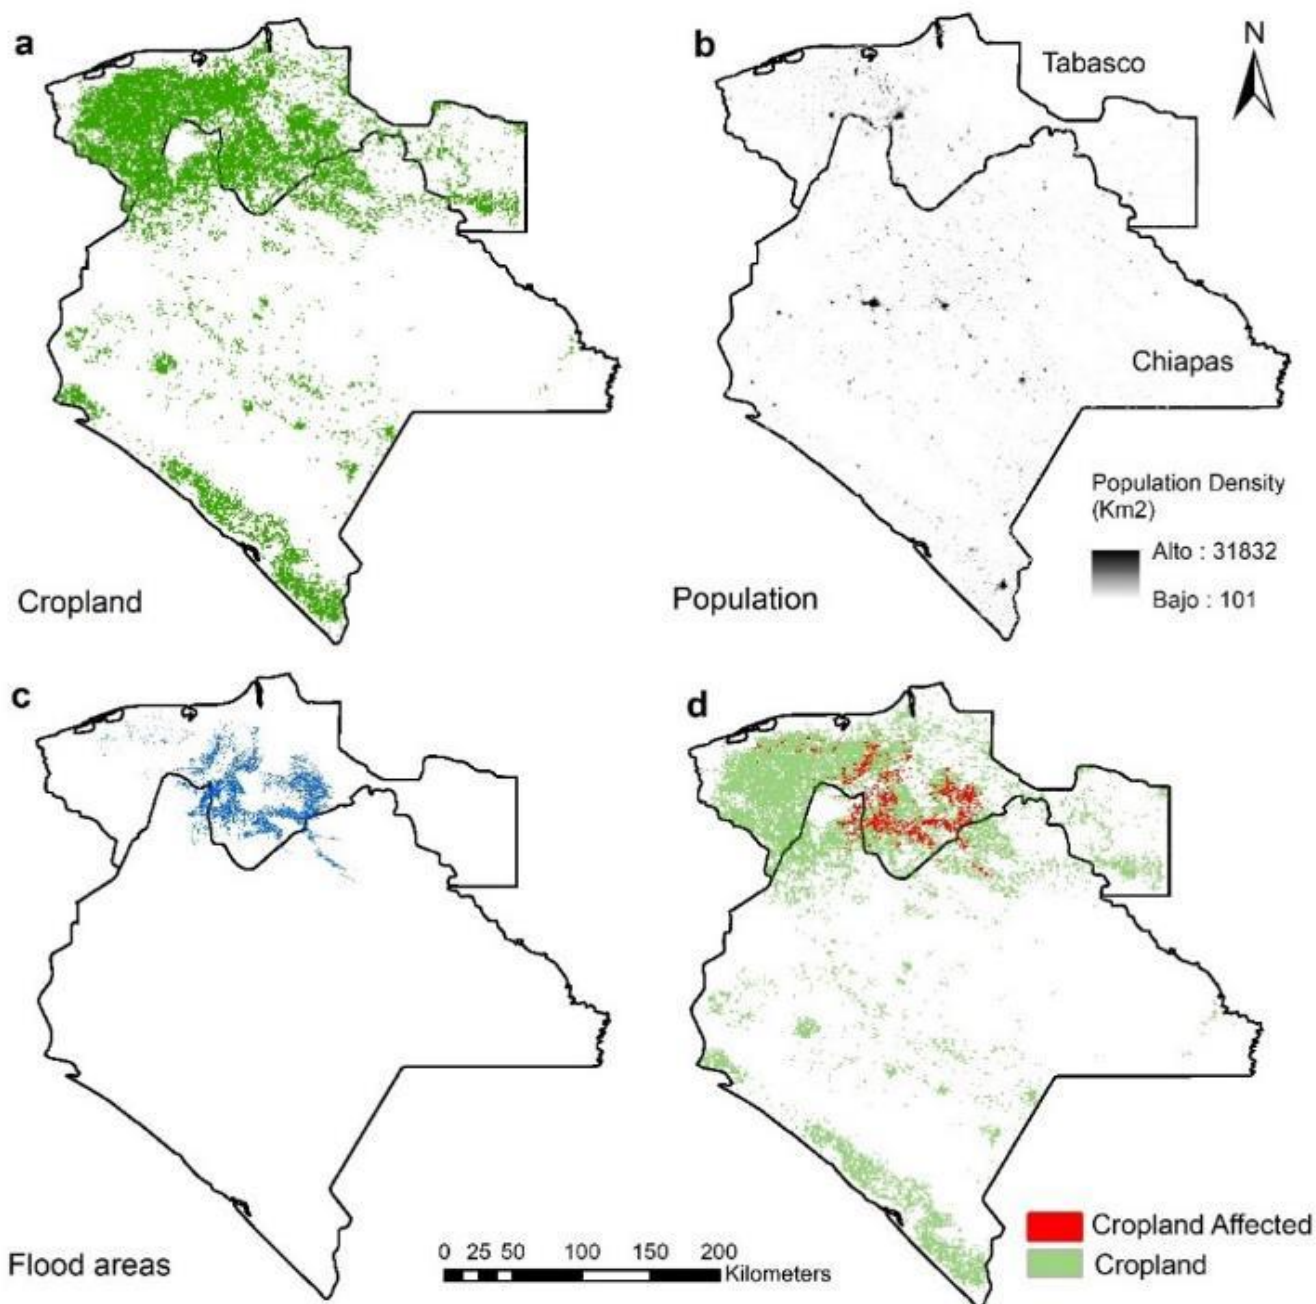 a
Cropland
b
Tabasco
N
Chiapas
Population Density
(Km2)
Alto : 31832
Bajo : 101
Population
c
Flood areas
0 25 50 100 150 200
Kilometers
d
Cropland Affected
Cropland